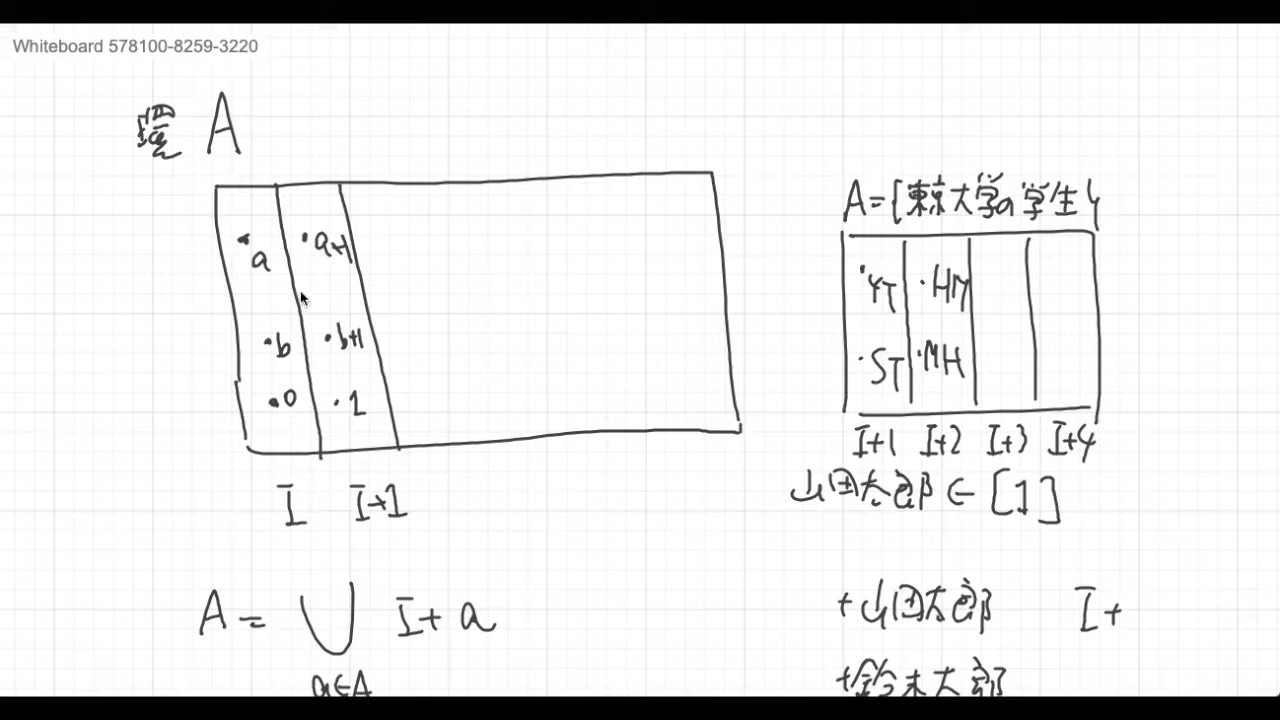 Whiteboard 578100-8259-3220
環 A
a
a+1
b
b+1
0
1
I I+1
A = ⋃ I + a
a∈A
A={東京大学の学生}
YT HM
ST MH
I+1 I+2 I+3 I+4
山田太郎 ∈ [1]
+山田太郎 I+
+鈴木太郎